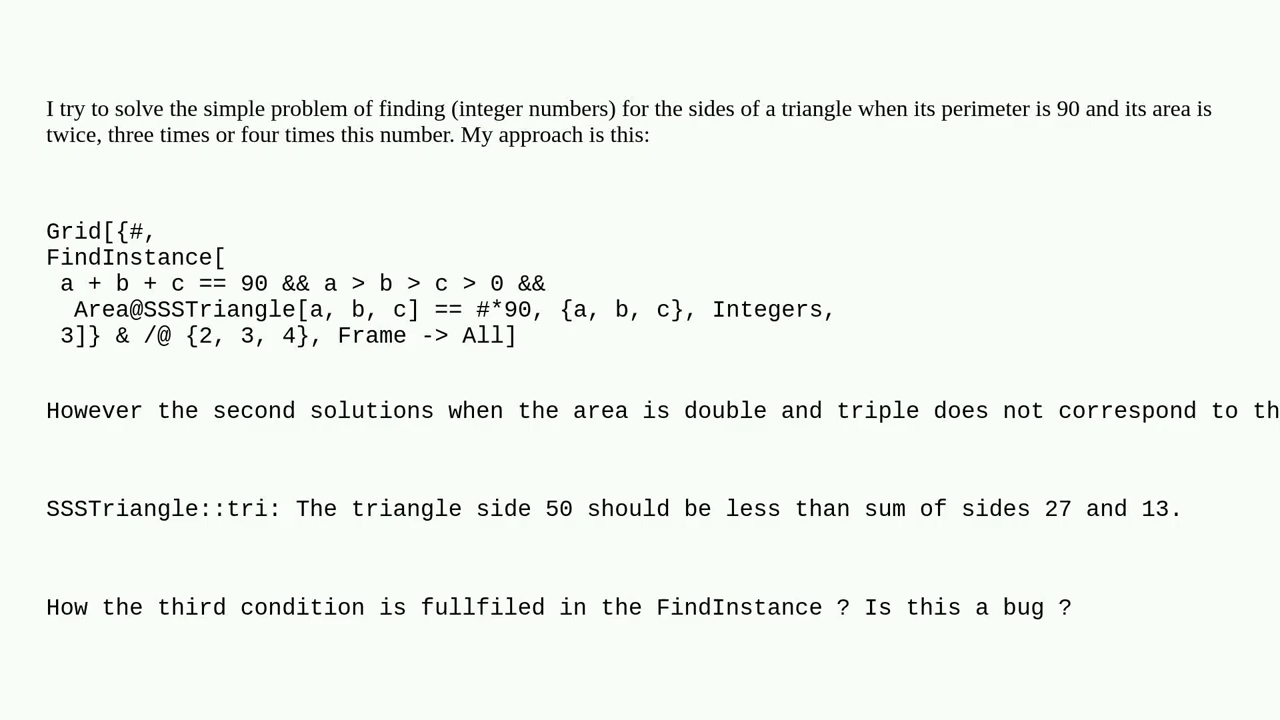 I try to solve the simple problem of finding (integer numbers) for the sides of a triangle when its perimeter is 90 and its area is
twice, three times or four times this number. My approach is this:
Grid[{#,
FindInstance[
a + b + c == 90 && a > b > c > 0 &&
Area@SSSTriangle[a, b, c] == #*90, {a, b, c}, Integers,
3]} & /@ {2, 3, 4}, Frame -> All]
However the second solutions when the area is double and triple does not correspond to
SSSTriangle::tri: The triangle side 50 should be less than sum of sides 27 and 13.
How the third condition is fullfiled in the FindInstance ? Is this a bug ?